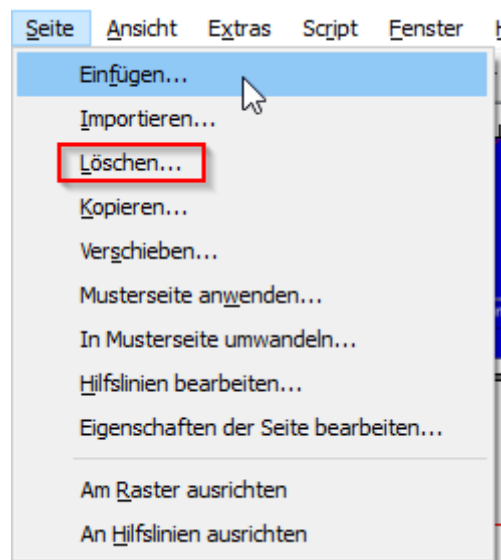 Seite Ansicht Extras Script Fenster
Einfügen...
Importieren...
Löschen...
Kopieren...
Verschieben...
Musterseite anwenden...
In Musterseite umwandeln...
Hilfslinien bearbeiten...
Eigenschaften der Seite bearbeiten...
Am Raster ausrichten
An Hilfslinien ausrichten